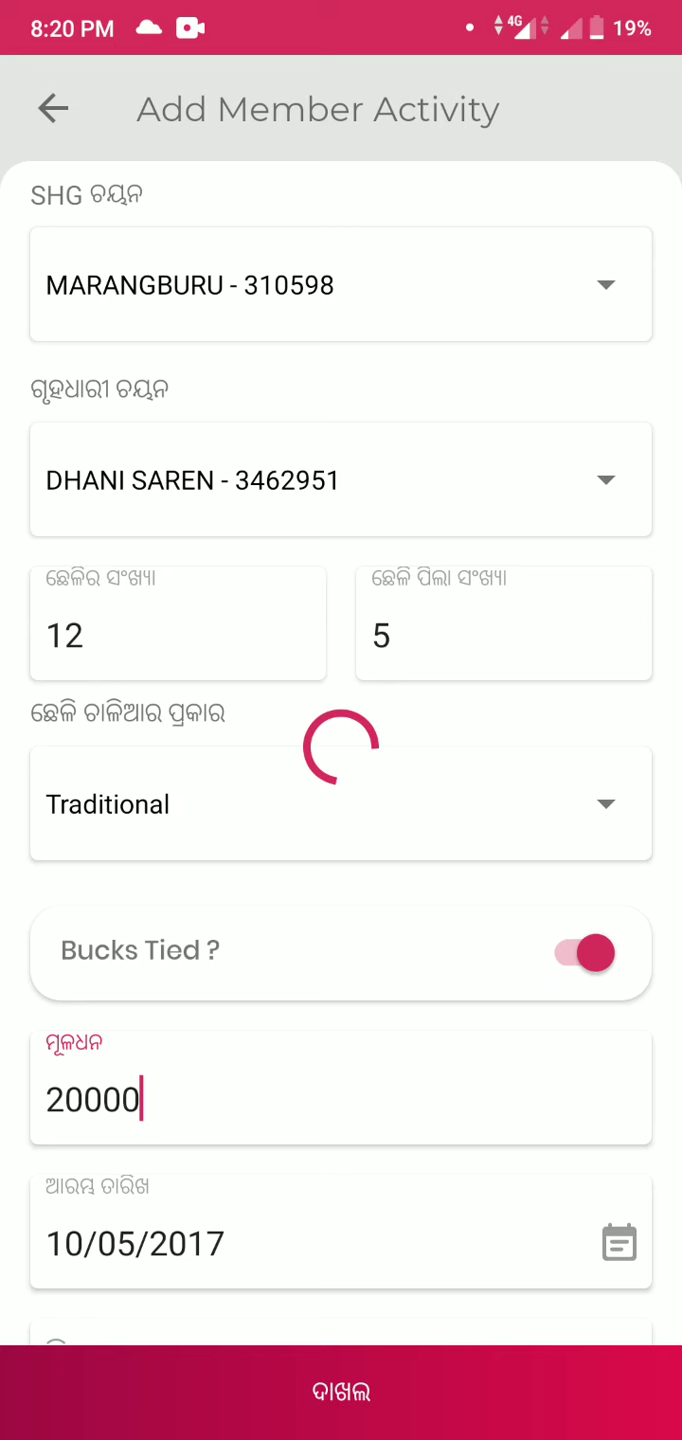 8:20 PM 4G 19%
Add Member Activity
SHG ଚୟନ
MARANGBURU - 310598
ଗୃହଧାରୀ ଚୟନ
DHANI SAREN - 3462951
ଛେଳିର ସଂଖ୍ୟା ଛେଳି ପିଲା ସଂଖ୍ୟା
12 5
ଛେଳି ଚାଳିଆର ପ୍ରକାର
Traditional
Bucks Tied ?
ମୂଳଧନ
20000
ଆରମ୍ଭ ତାରିଖ
10/05/2017
ଦାଖଲ